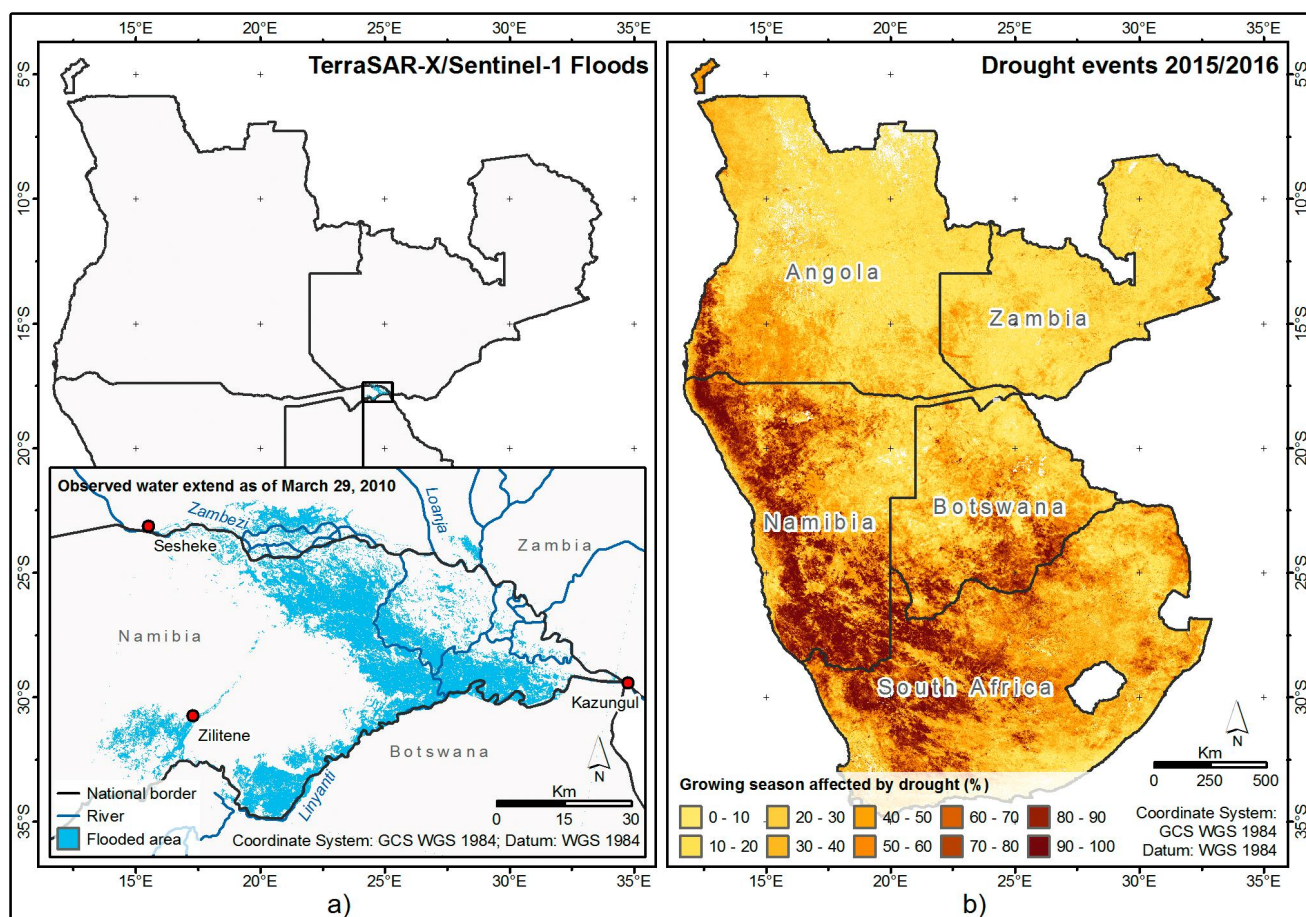 15°E 20°E 25°E 30°E 35°E 15°E 20°E 25°E 30°E 35°E
TerraSAR-X/Sentinel-1 Floods
5°S
10°S
15°S
20°S
25°S
30°S
35°S
Observed water extend as of March 29, 2010
Zambezi
Loanja
Sesheke
Zambia
Namibia
Kazungul
Zilitene
Botswana
Linyanti
N
National border
River
Flooded area
Km
0 15 30
Coordinate System: GCS WGS 1984; Datum: WGS 1984
15°E 20°E 25°E 30°E 35°E
a)
Drought events 2015/2016
5°S
10°S
15°S
20°S
25°S
30°S
35°S
Angola
Zambia
Namibia
Botswana
South Africa
N
Km
0 250 500
Growing season affected by drought (%)
0 - 10 20 - 30 40 - 50 60 - 70 80 - 90
10 - 20 30 - 40 50 - 60 70 - 80 90 - 100
Coordinate System:
GCS WGS 1984
Datum: WGS 1984
15°E 20°E 25°E 30°E 35°E
b)